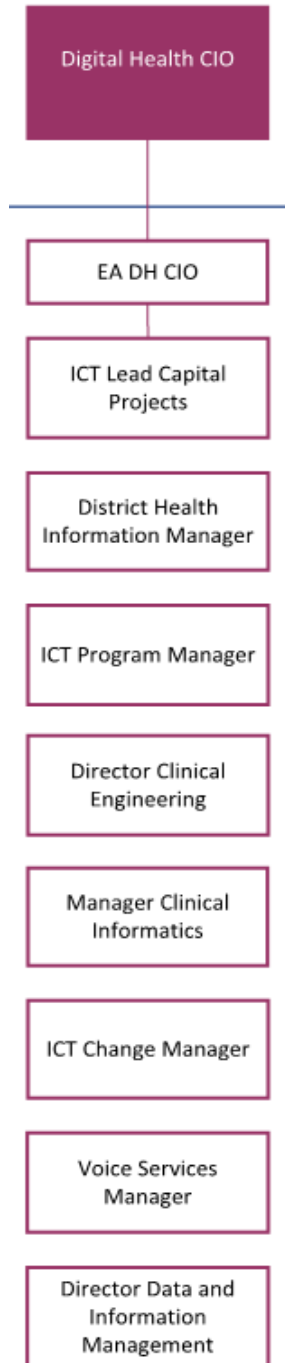 Digital Health CIO
EA DH CIO
ICT Lead Capital
Projects
District Health
Information Manager
ICT Program Manager
Director Clinical
Engineering
Manager Clinical
Informatics
ICT Change Manager
Voice Services
Manager
Director Data and
Information
Management